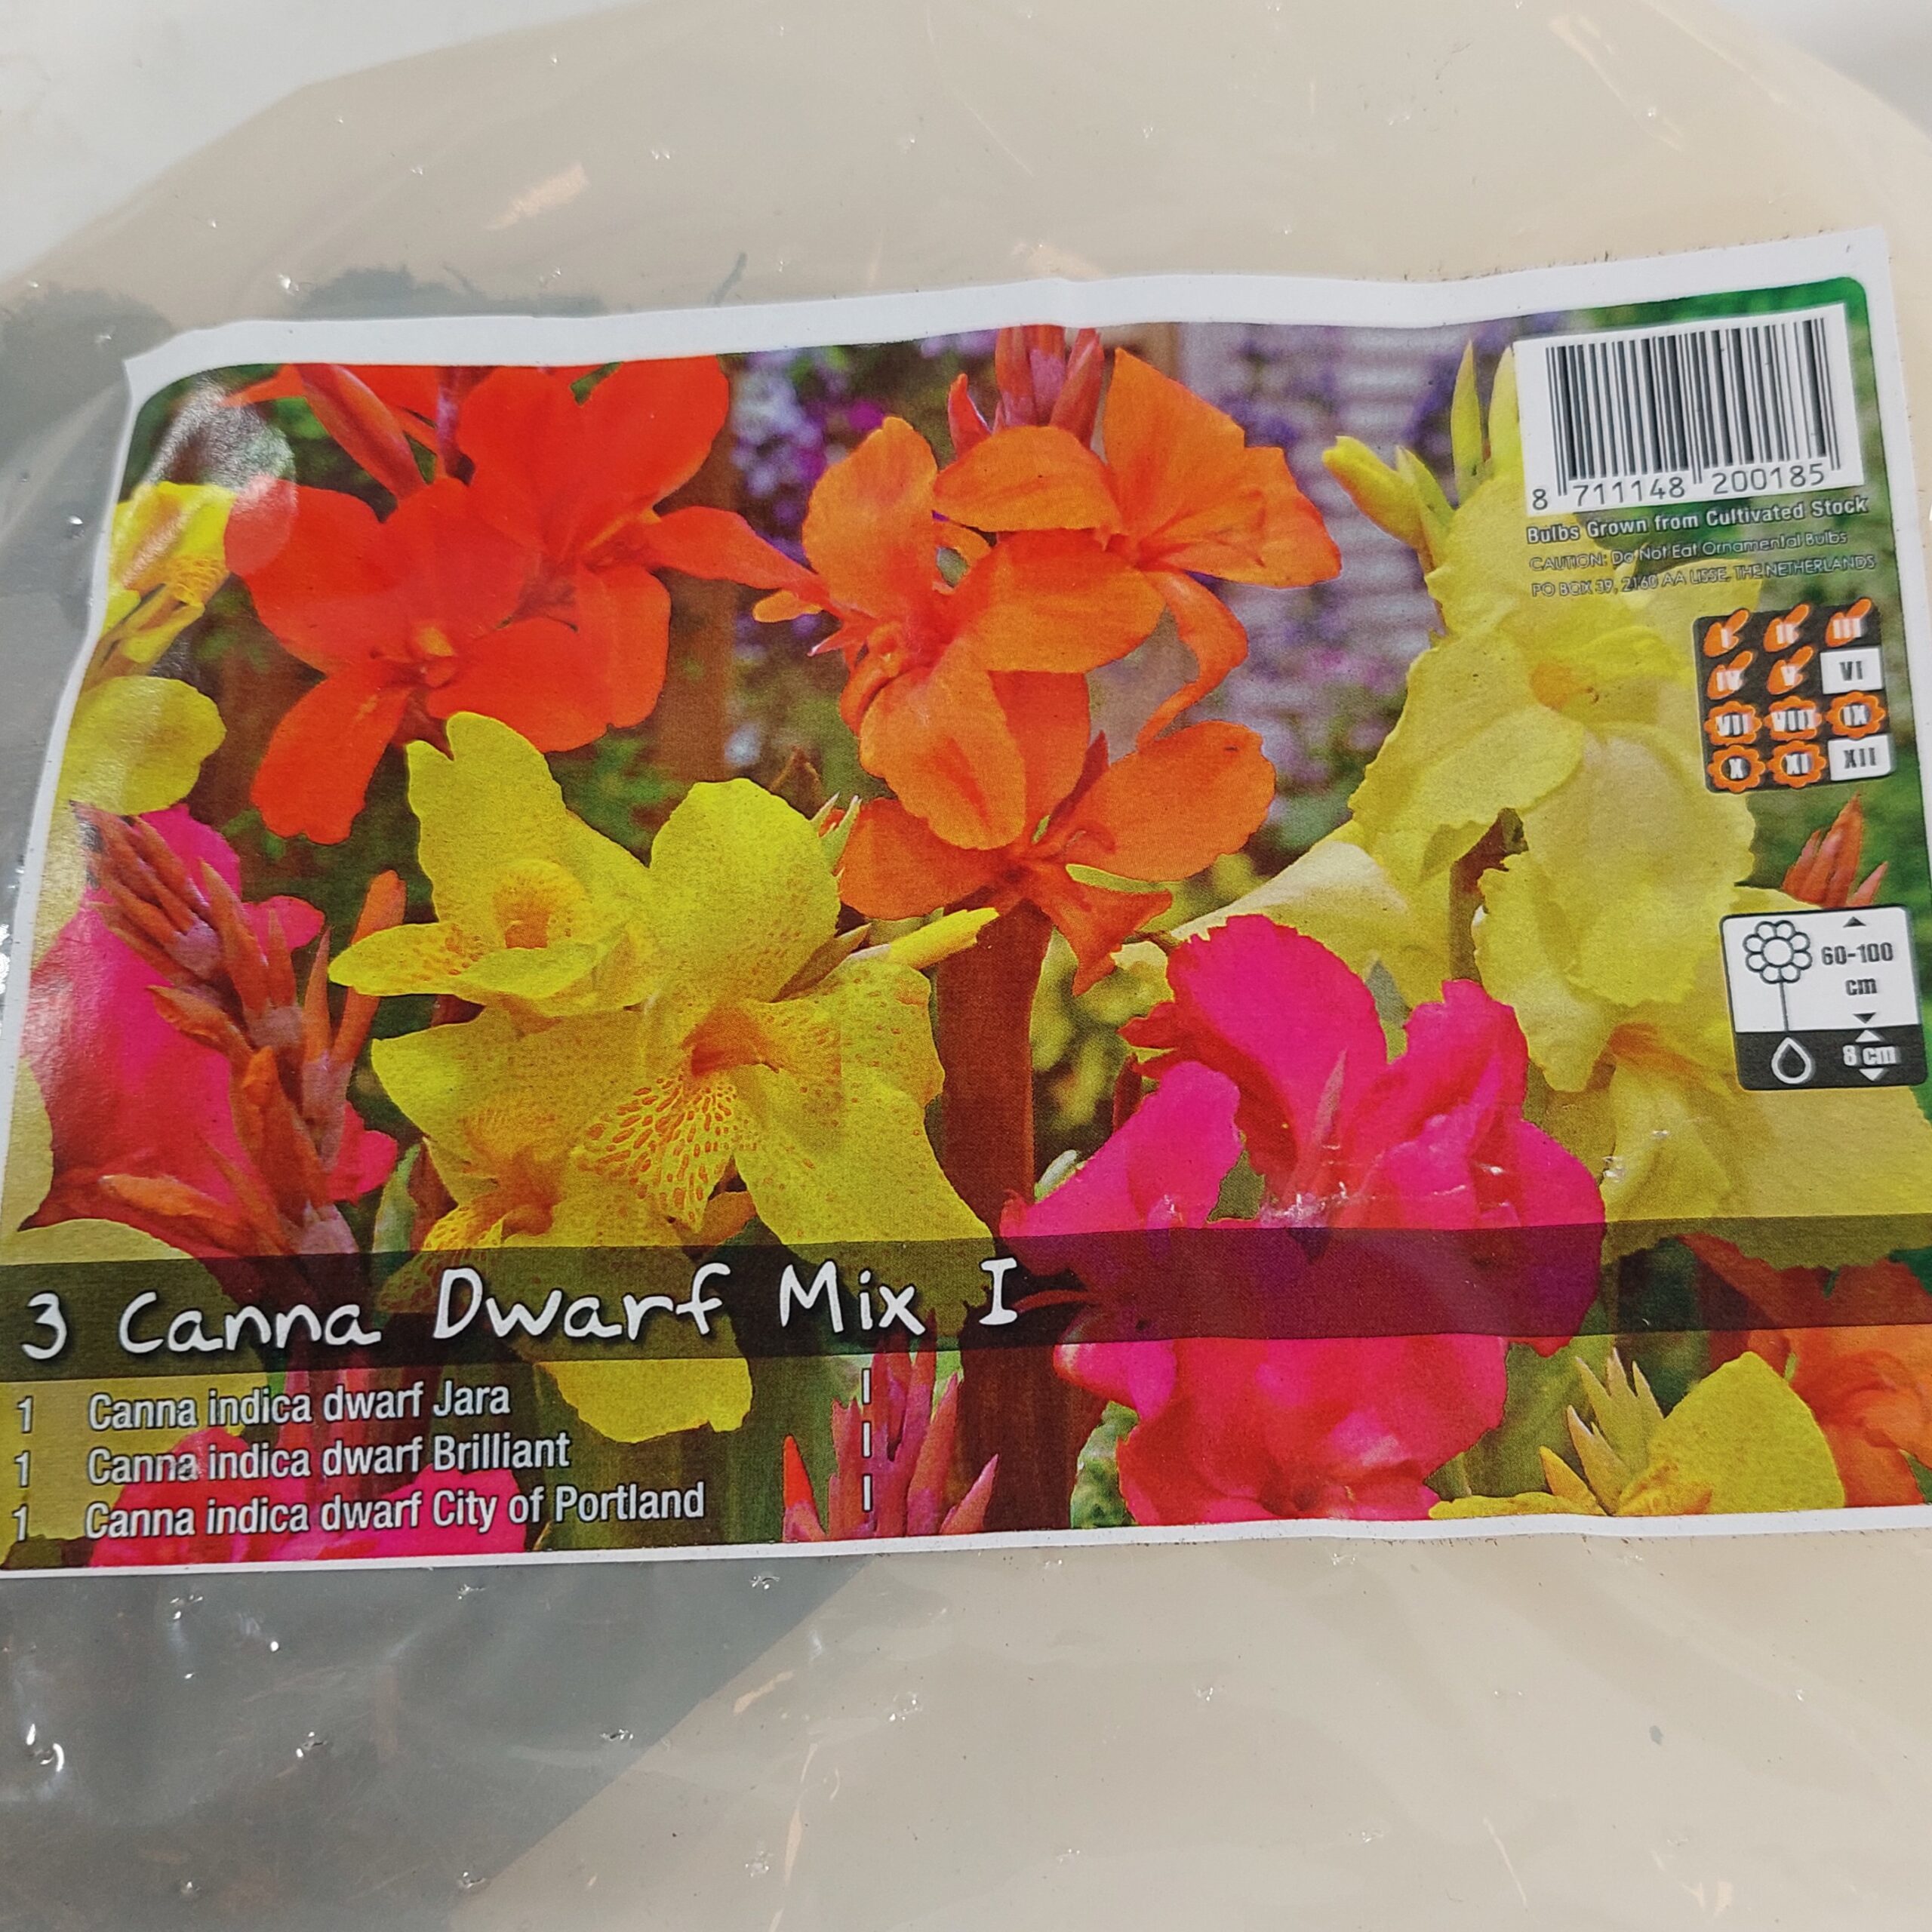 8 711148 200185
Bulbs Grown from Cultivated Stock
CAUTION: Do Not Eat Ornamental Bulbs
PO BOX 39, 2160 AA LISSE, THE NETHERLANDS
I II III
IV V VI
VII VIII IX
X XI XII
60-100
cm
8 cm
3 Canna Dwarf Mix I
1 Canna indica dwarf Jara
1 Canna indica dwarf Brilliant
1 Canna indica dwarf City of Portland